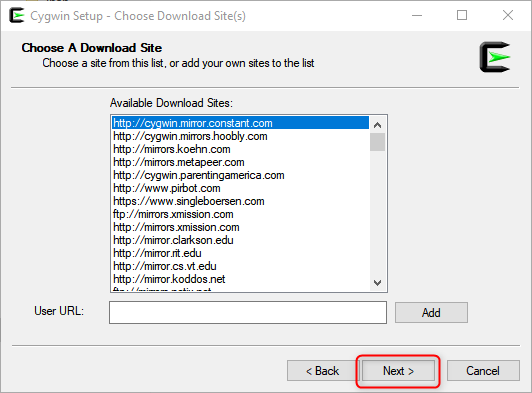 Cygwin Setup - Choose Download Site(s)
Choose A Download Site
Choose a site from this list, or add your own sites to the list
Available Download Sites:
http://cygwin.mirror.constant.com
http://cygwin.mirrors.hoobly.com
http://mirrors.koehn.com
http://mirrors.metapeer.com
http://cygwin.parentingamerica.com
http://www.pirbot.com
https://www.singleboersen.com
ftp://mirrors.xmission.com
http://mirrors.xmission.com
http://mirror.clarkson.edu
http://mirror.rit.edu
http://mirror.cs.vt.edu
http://mirror.koddos.net
User URL:
Add
< Back
Next >
Cancel